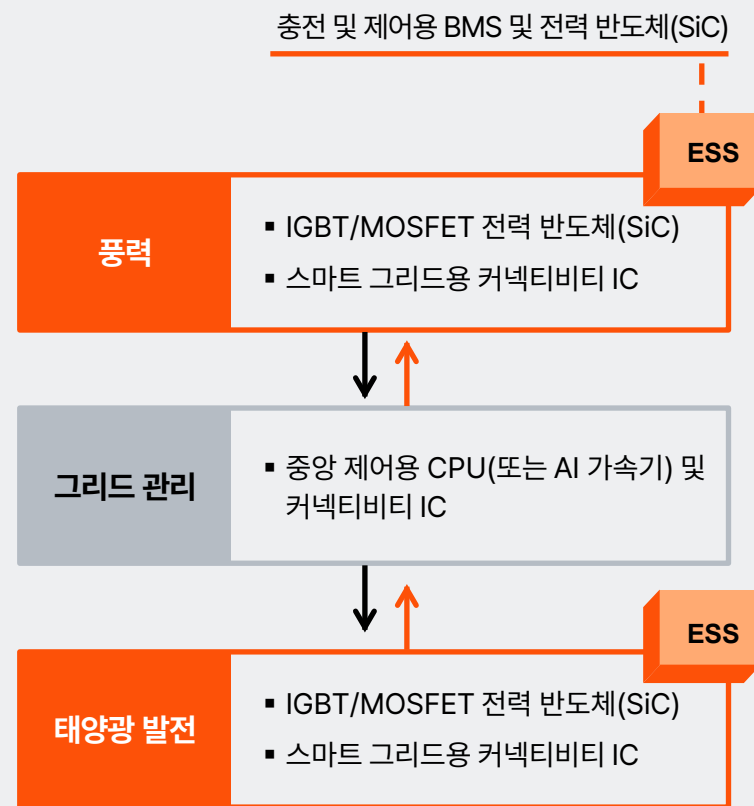 충전 및 제어용 BMS 및 전력 반도체(SiC)
ESS
풍력
▪ IGBT/MOSFET 전력 반도체(SiC)
▪ 스마트 그리드용 커넥티비티 IC
그리드 관리
▪ 중앙 제어용 CPU(또는 AI 가속기) 및
커넥티비티 IC
ESS
태양광 발전
▪ IGBT/MOSFET 전력 반도체(SiC)
▪ 스마트 그리드용 커넥티비티 IC